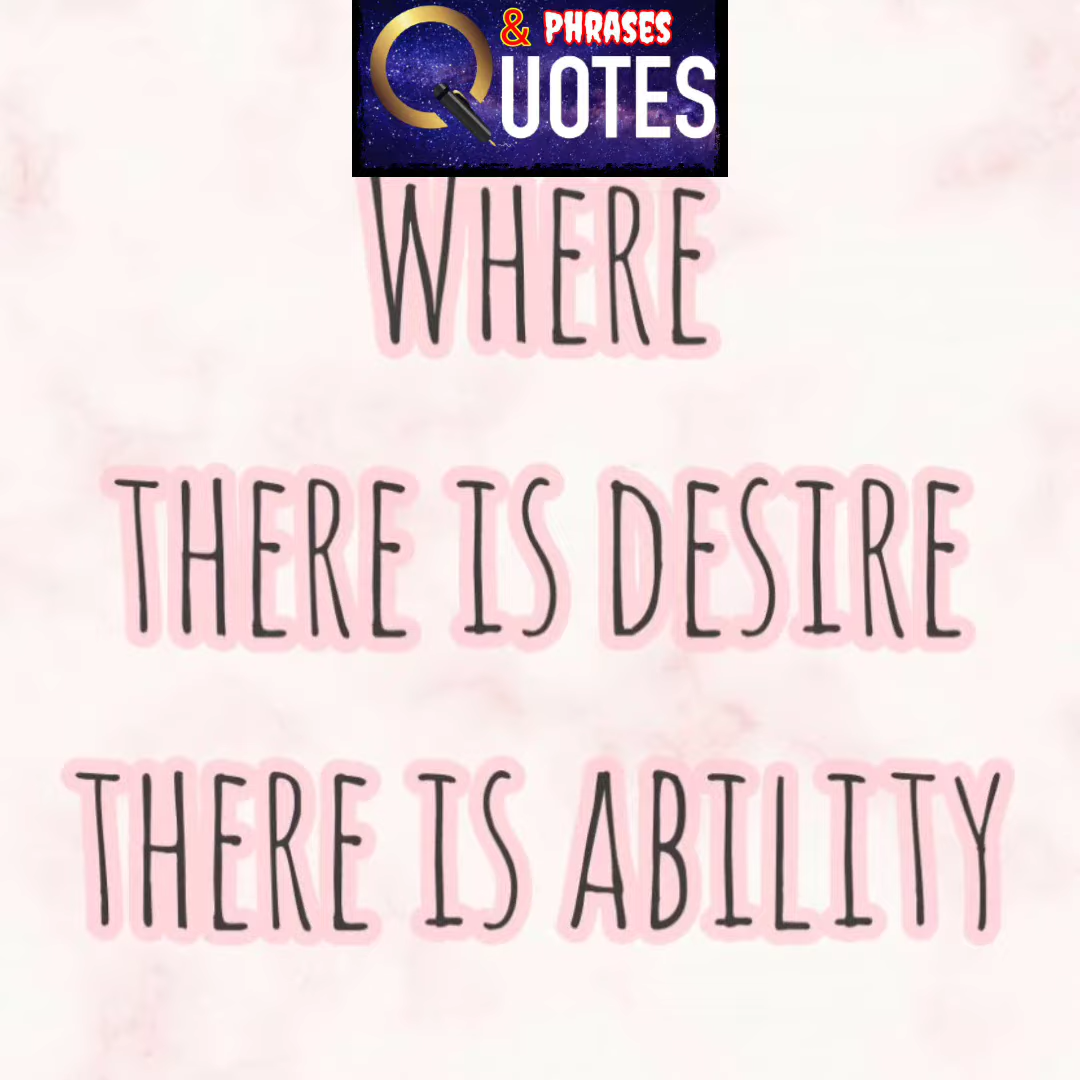 & PHRASES
QUOTES
WHERE
THERE IS DESIRE
THERE IS ABILITY